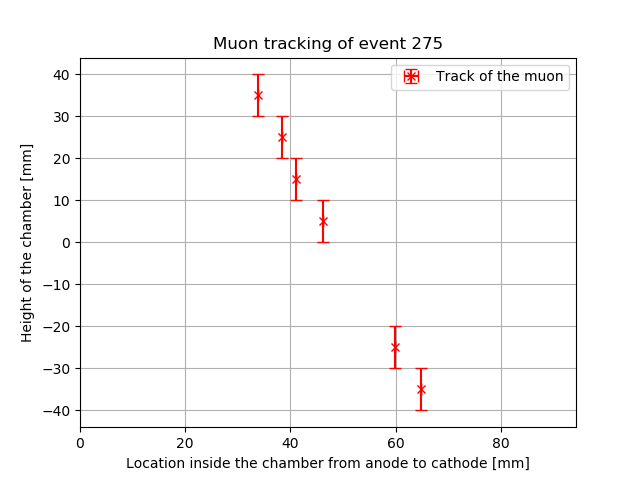 Muon tracking of event 275
Track of the muon
Height of the chamber [mm]
40
30
20
10
0
−10
−20
−30
−40
0 20 40 60 80
Location inside the chamber from anode to cathode [mm]